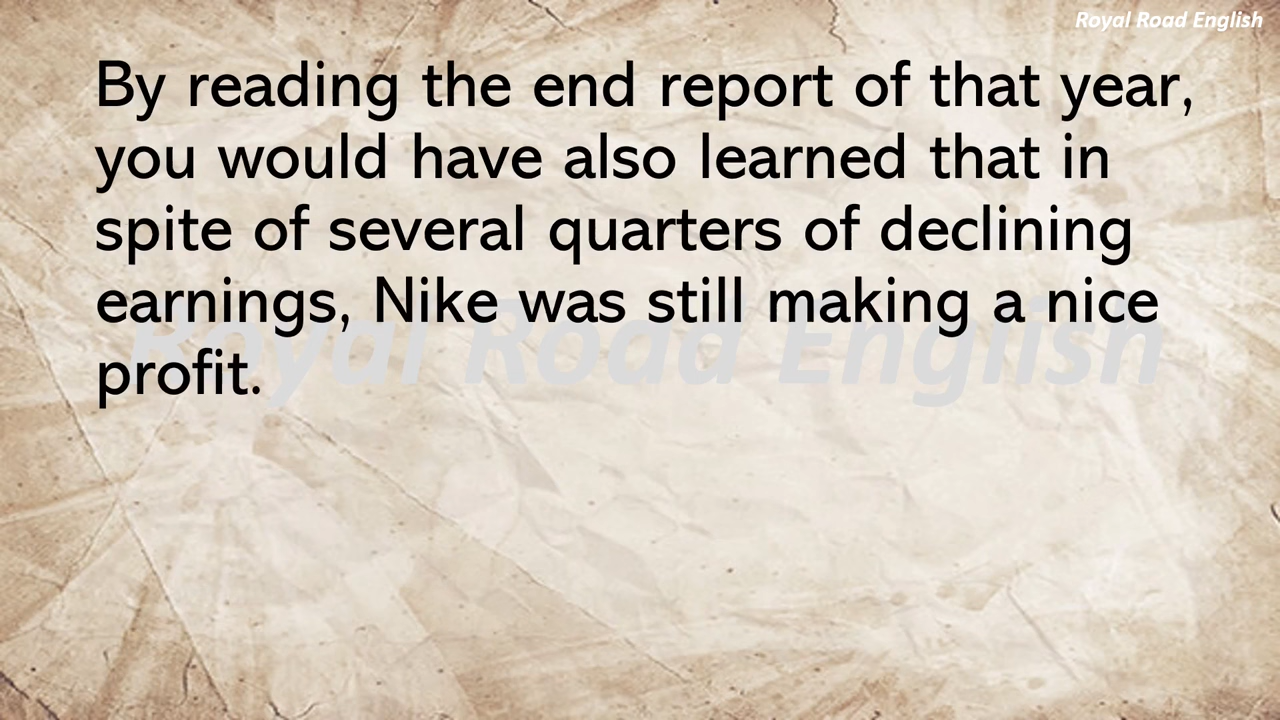 Royal Road English
By reading the end report of that year,
you would have also learned that in
spite of several quarters of declining
earnings, Nike was still making a nice
profit.
Royal Road English